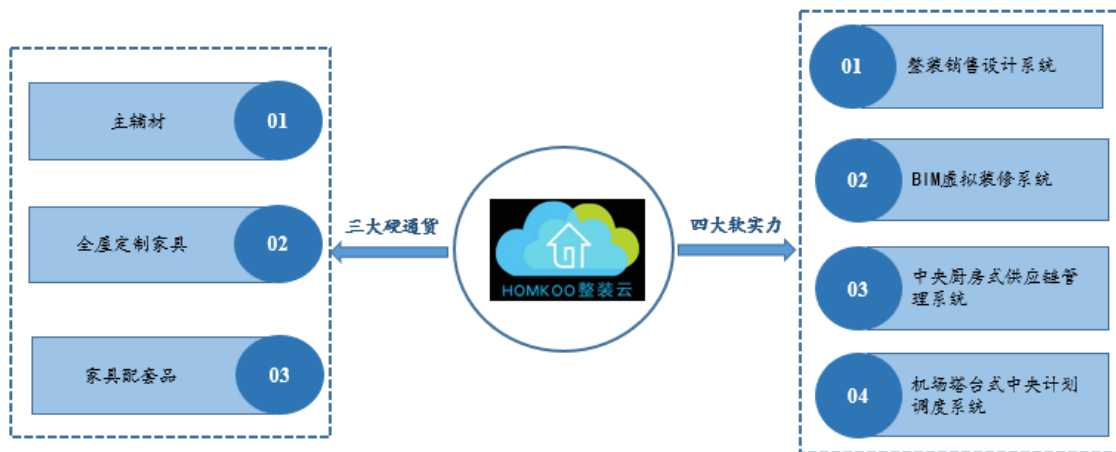 主辅材
01
全屋定制家具
02
家具配套品
03
三大硬通货
HOMKOO整装云
四大软实力
01
整装销售设计系统
02
BIM虚拟装修系统
03
中央厨房式供应链管
理系统
04
机场塔台式中央计划
调度系统